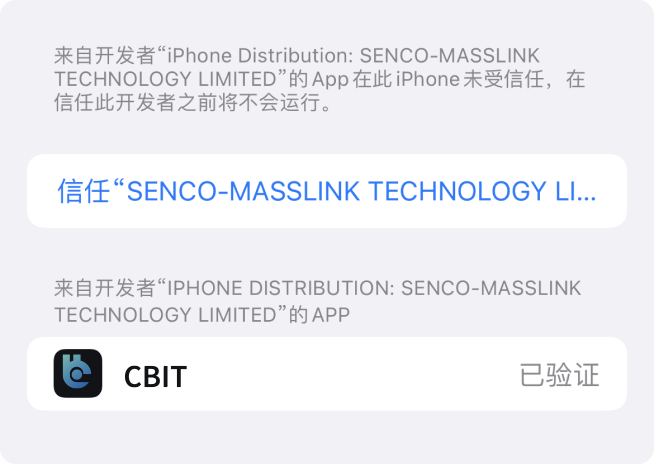 来自开发者“iPhone Distribution: SENCO-MASSLINK
TECHNOLOGY LIMITED”的App在此iPhone未受信任，在
信任此开发者之前将不会运行。
信任“SENCO-MASSLINK TECHNOLOGY LI...
来自开发者“IPHONE DISTRIBUTION: SENCO-MASSLINK
TECHNOLOGY LIMITED”的APP
CBIT 已验证